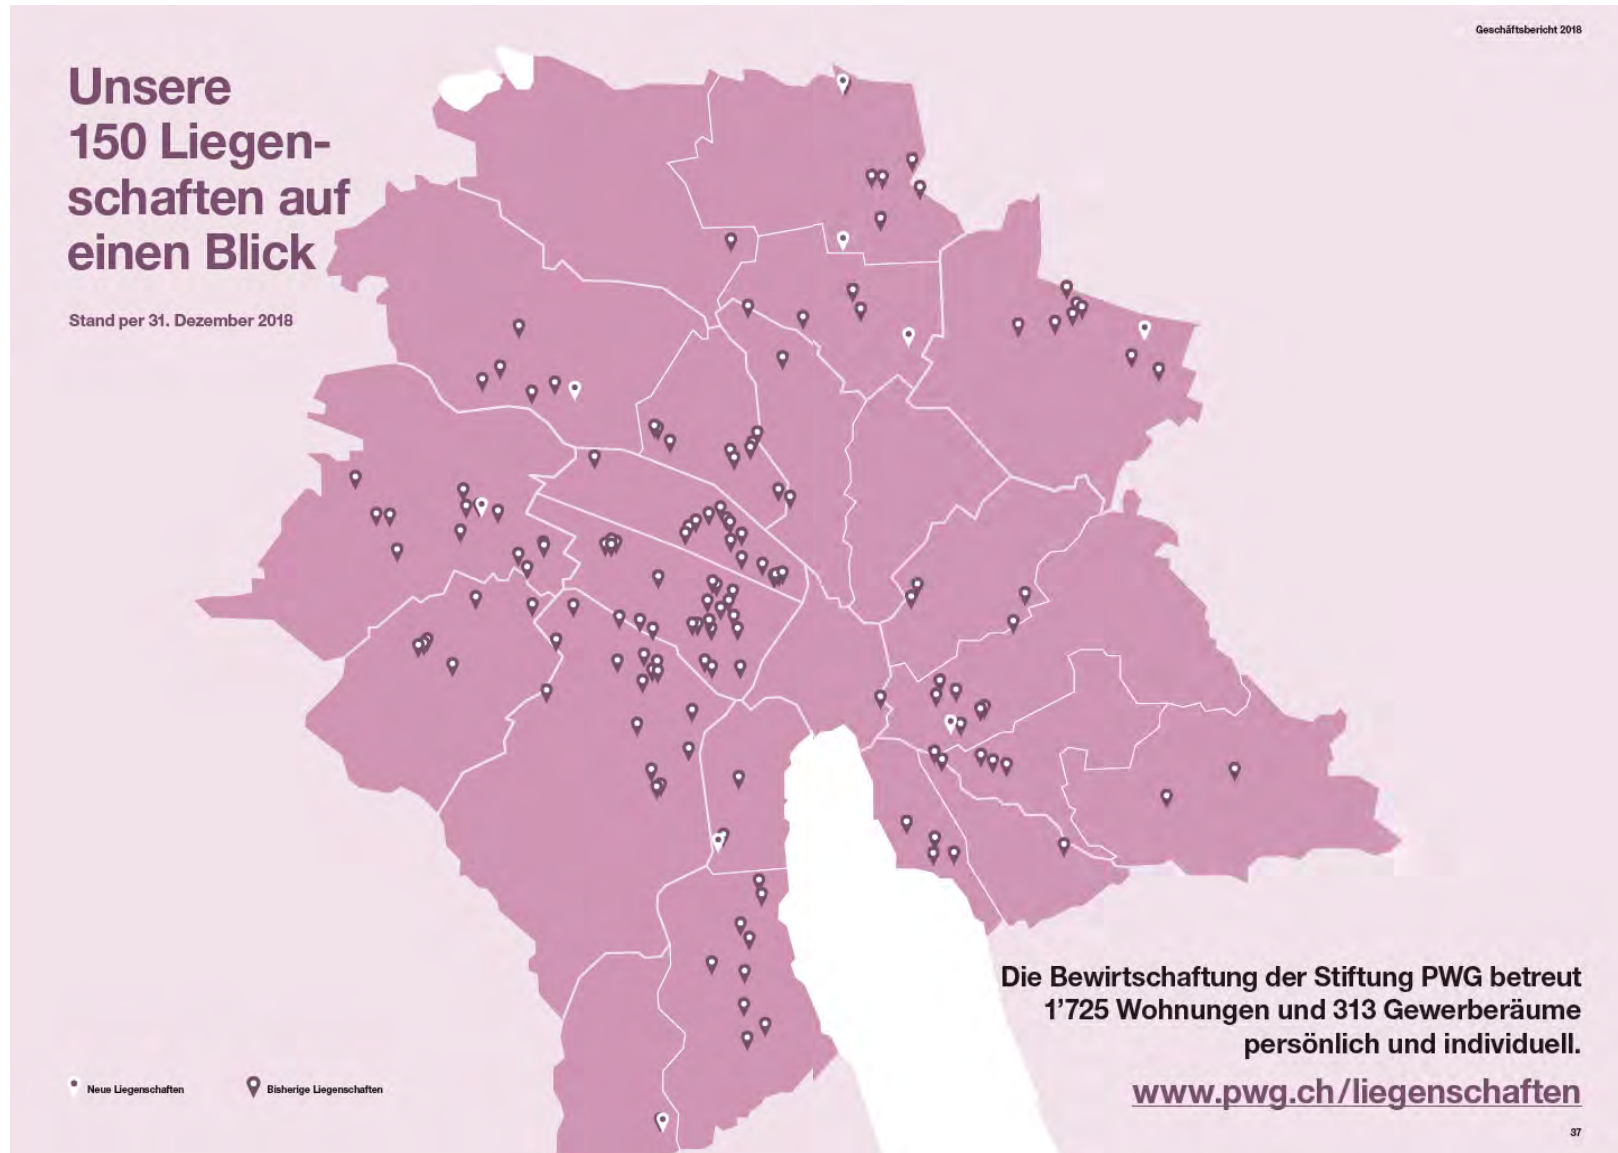 Geschäftsbericht 2018
Unsere
150 Liegen-
schaften auf
einen Blick
Stand per 31. Dezember 2018
Die Bewirtschaftung der Stiftung PWG betreut
1’725 Wohnungen und 313 Gewerberäume
persönlich und individuell.
www.pwg.ch/liegenschaften
Neue Liegenschaften
Bisherige Liegenschaften
37